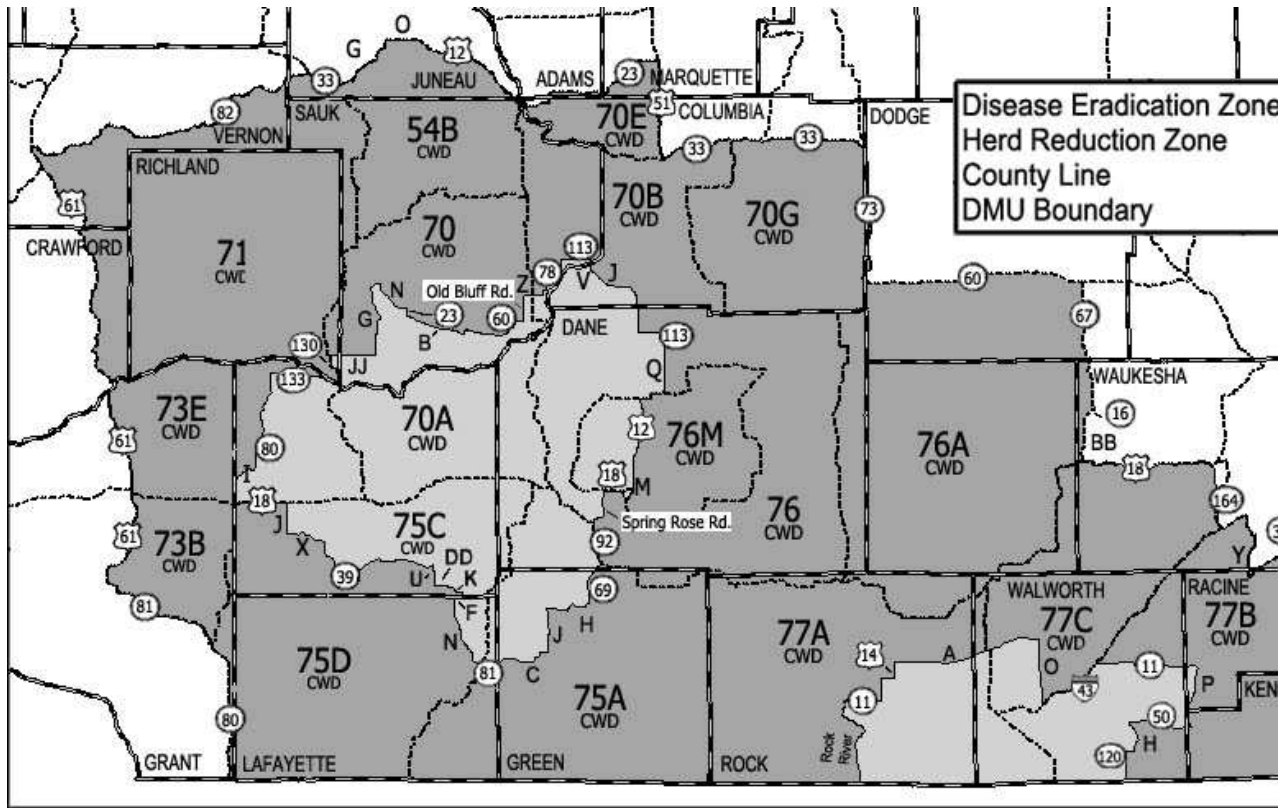 O
G
12
33
JUNEAU
ADAMS
23
MARQUETTE
82
VERNON
SAUK
54B
CWD
70E
CWD
51
COLUMBIA
DODGE
Disease Eradication Zone
Herd Reduction Zone
County Line
DMU Boundary
RICHLAND
33
33
61
CRAWFORD
71
CWD
70
CWD
70B
CWD
70G
CWD
73
113
78
V
J
Z
N
Old Bluff Rd.
23
60
G
B
DANE
60
67
130
JJ
133
113
Q
WAUKESHA
73E
CWD
61
70A
CWD
80
I
12
76M
CWD
76A
CWD
16
BB
18
18
18
M
J
X
61
73B
CWD
75C
CWD
Spring Rose Rd.
76
CWD
92
164
3
Y
DD
U
K
39
81
69
F
N
H
J
C
81
WALWORTH
RACINE
77C
CWD
77B
CWD
75D
CWD
77A
CWD
75A
CWD
14
A
O
11
43
11
P
KEN
50
H
120
80
Rock
River
GRANT
LAFAYETTE
GREEN
ROCK